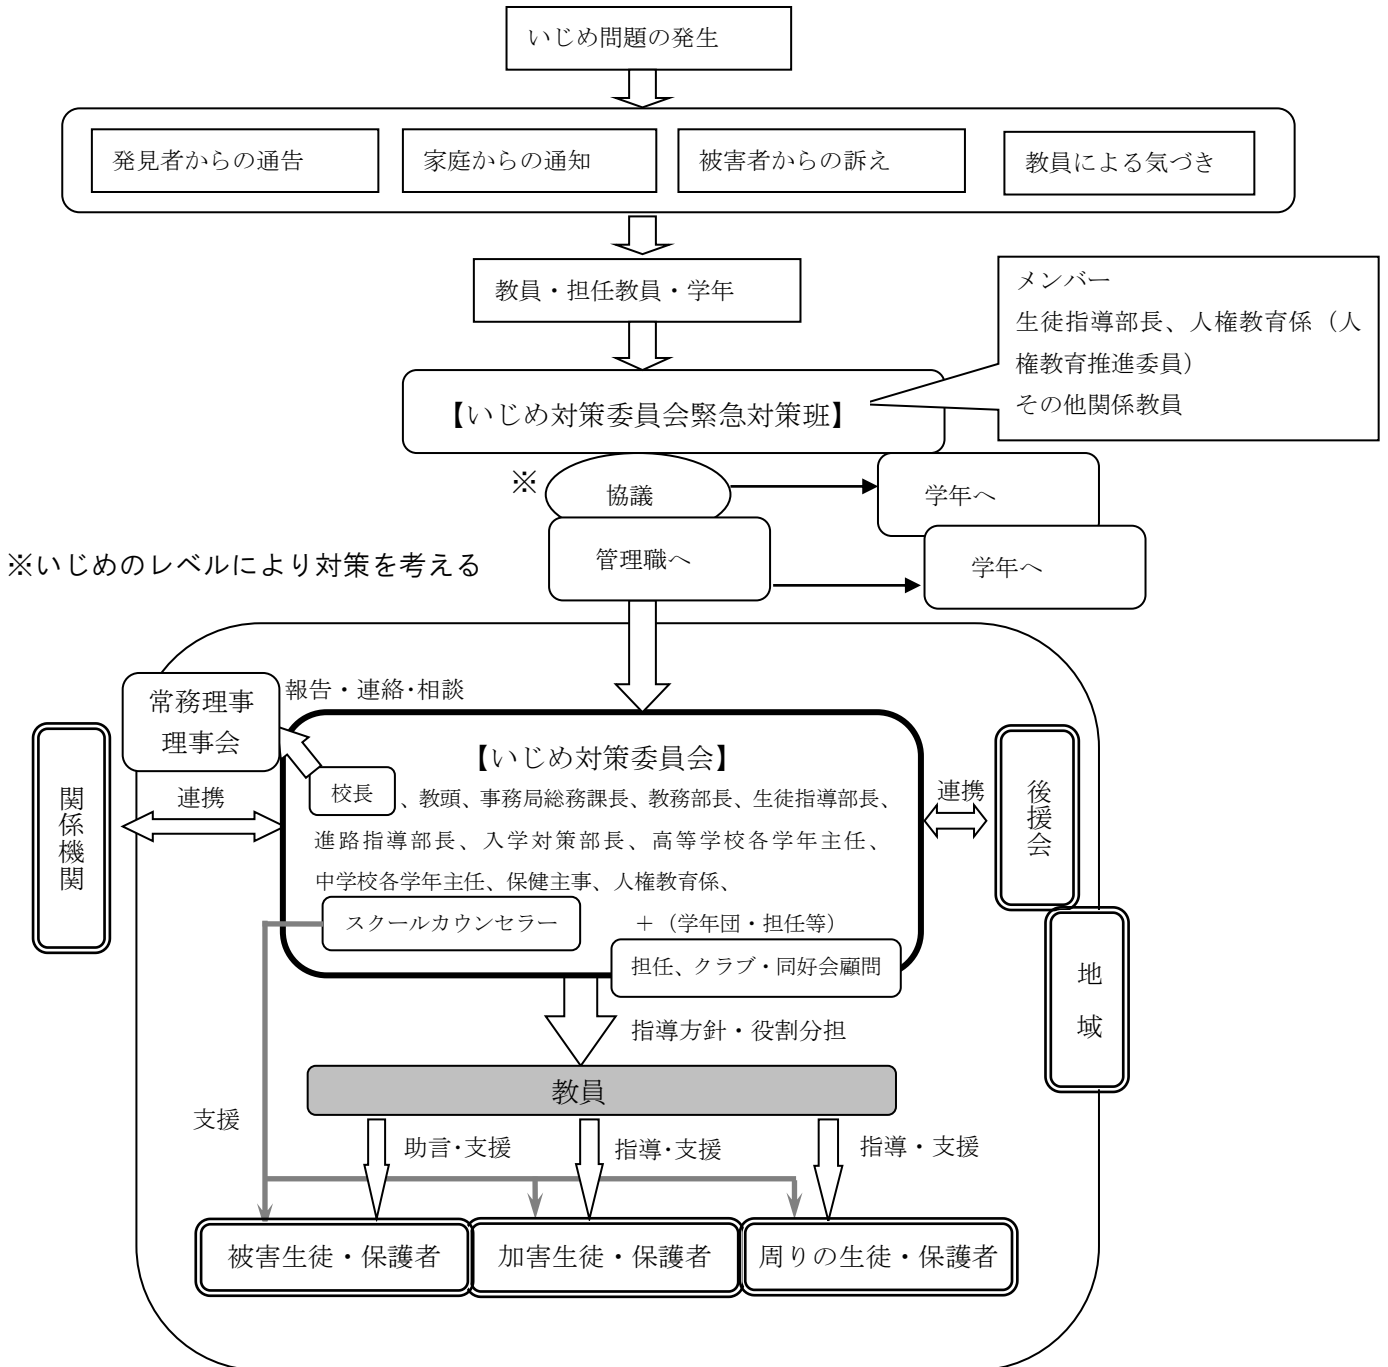 いじめ問題の発生
発見者からの通告
家庭からの通知
被害者からの訴え
教員による気づき
教員・担任教員・学年
メンバー
生徒指導部長、人権教育係（人
権教育推進委員）
その他関係教員
【いじめ対策委員会緊急対策班】
※
協議
学年へ
管理職へ
学年へ
※いじめのレベルにより対策を考える
常務理事
理事会
報告・連絡・相談
【いじめ対策委員会】
校長
、教頭、事務局総務課長、教務部長、生徒指導部長、
進路指導部長、入学対策部長、高等学校各学年主任、
中学校各学年主任、保健主事、人権教育係、
スクールカウンセラー
＋（学年団・担任等）
担任、クラブ・同好会顧問
関係機関
連携
連携
後援会
地域
指導方針・役割分担
教員
支援
助言・支援
指導・支援
指導・支援
被害生徒・保護者
加害生徒・保護者
周りの生徒・保護者